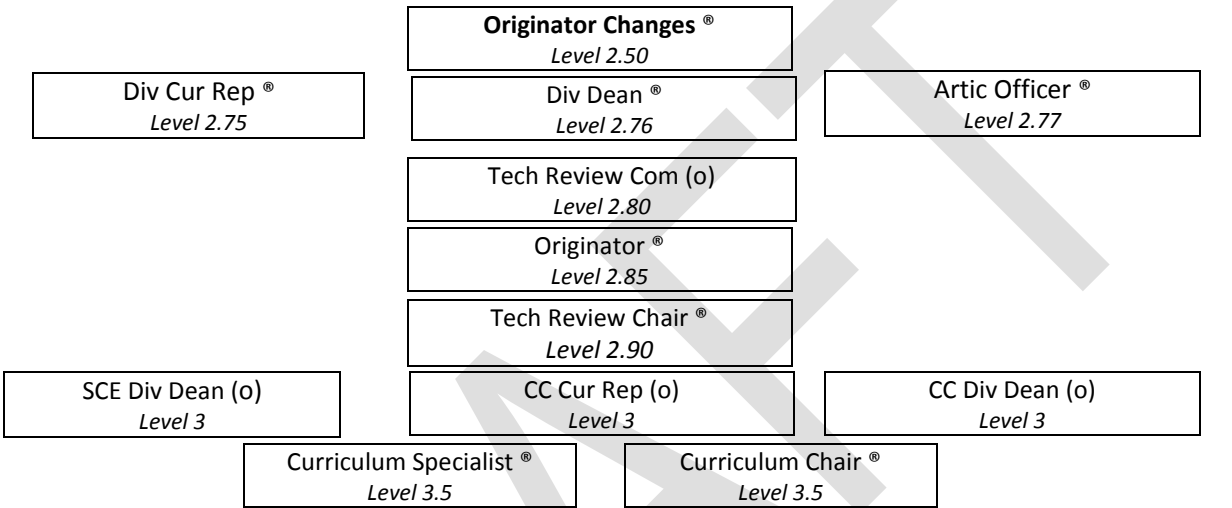 Originator Changes ®
Level 2.50
Div Cur Rep ®
Level 2.75
Div Dean ®
Level 2.76
Artic Officer ®
Level 2.77
Tech Review Com (o)
Level 2.80
Originator ®
Level 2.85
Tech Review Chair ®
Level 2.90
SCE Div Dean (o)
Level 3
CC Cur Rep (o)
Level 3
CC Div Dean (o)
Level 3
Curriculum Specialist ®
Level 3.5
Curriculum Chair ®
Level 3.5
AFT